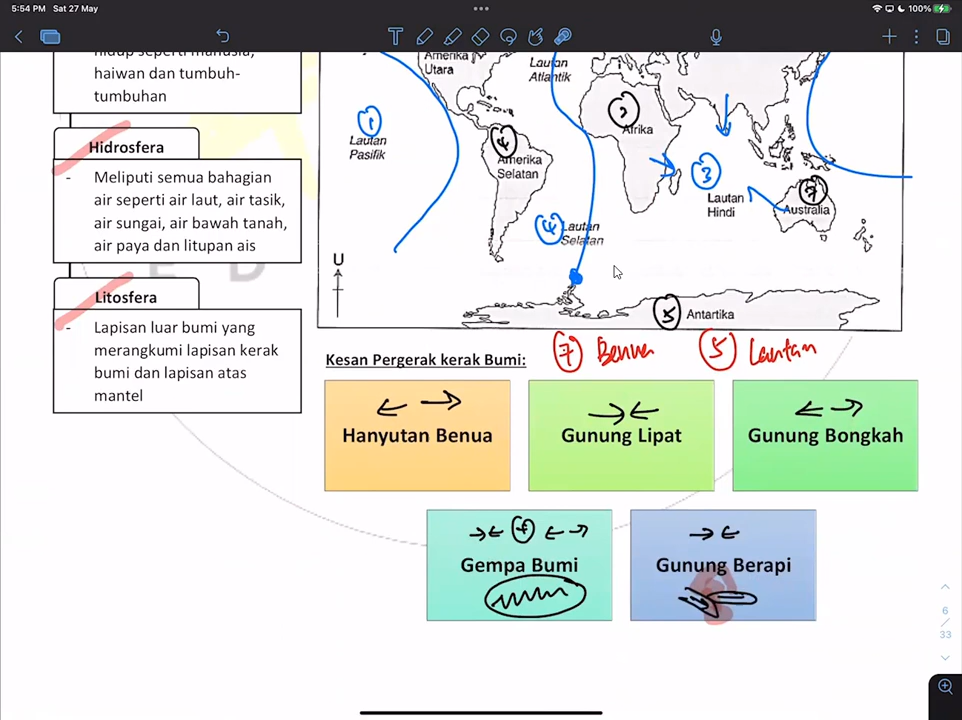 5:54 PM Sat 27 May
100%
hidup seperti manusia,
haiwan dan tumbuh-
tumbuhan
Hidrosfera
- Meliputi semua bahagian
air seperti air laut, air tasik,
air sungai, air bawah tanah,
air paya dan litupan ais
Litosfera
- Lapisan luar bumi yang
merangkumi lapisan kerak
bumi dan lapisan atas
mantel
E D
Amerika
Utara
Lautan
Atlantik
1
Lautan
Pasifik
4
Amerika
Selatan
Afrika
3
Lautan
Hindi
Australia
4
Lautan
Selatan
U
5
Antartika
Kesan Pergerak kerak Bumi:
7 Benua
5 Lautan
Hanyutan Benua
Gunung Lipat
Gunung Bongkah
Gempa Bumi
Gunung Berapi
6
/
33